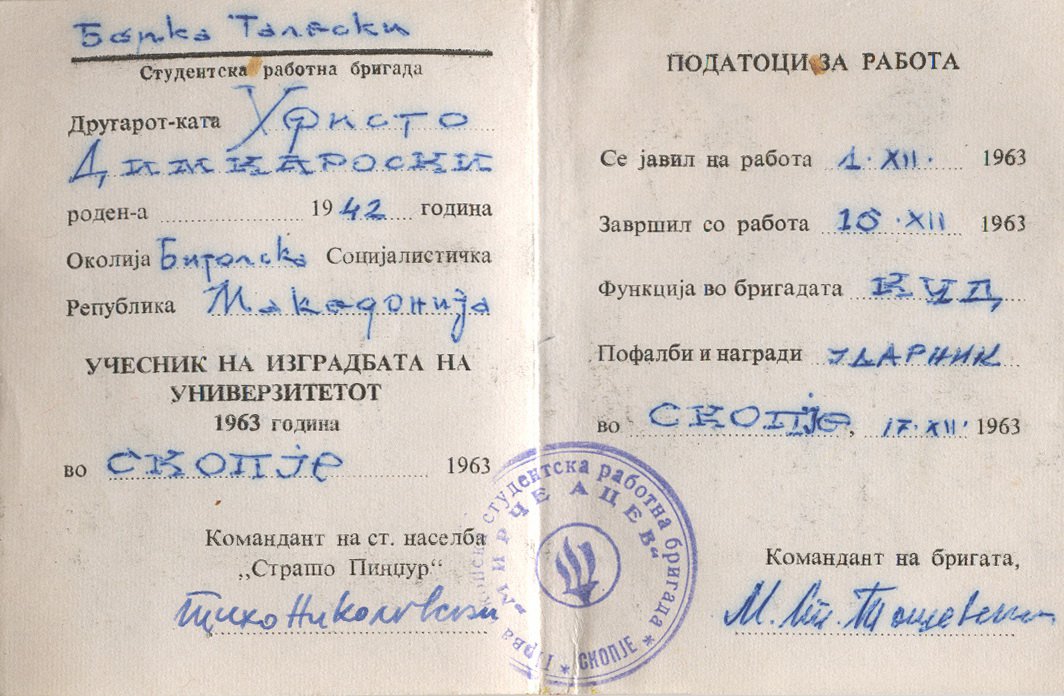 Борка Талески
Студентска работна бригада
Другарот-ката Христо
Димкароски
роден-а 1942 година
Околија Битолска Социјалистичка
Република Македонија
УЧЕСНИК НА ИЗГРАДБАТА НА
УНИВЕРЗИТЕТОТ
1963 година
во СКОПЈЕ 1963
Командант на ст. населба
„Страшо Пинџур“
ПОДАТОЦИ ЗА РАБОТА
Се јавил на работа 1·XII· 1963
Завршил со работа 16·XII 1963
Функција во бригадата КУД
Пофалби и награди УДАРНИК
во СКОПЈЕ, 17·XII· 1963
Командант на бригата,
Прва студентска работна бригада
„МИРЧЕ АЦЕВ“
* СКОПЈЕ *